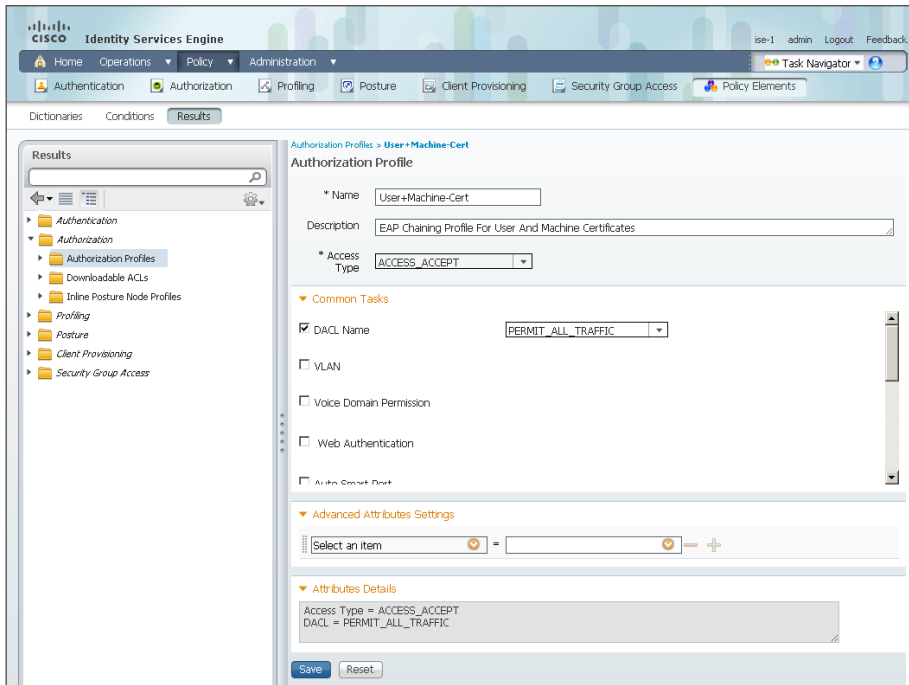 CISCO Identity Services Engine
ise-1 admin Logout Feedback
Home Operations Policy Administration
Task Navigator
Authentication Authorization Profiling Posture Client Provisioning Security Group Access Policy Elements
Dictionaries Conditions Results
Results
Authentication
Authorization
Authorization Profiles
Downloadable ACLs
Inline Posture Node Profiles
Profiling
Posture
Client Provisioning
Security Group Access
Authorization Profiles > User+Machine-Cert
Authorization Profile
* Name User+Machine-Cert
Description EAP Chaining Profile For User And Machine Certificates
* Access Type ACCESS_ACCEPT
Common Tasks
DACL Name PERMIT_ALL_TRAFFIC
VLAN
Voice Domain Permission
Web Authentication
Auto Smart Port
Advanced Attributes Settings
Select an item =
Attributes Details
Access Type = ACCESS_ACCEPT
DACL = PERMIT_ALL_TRAFFIC
Save Reset